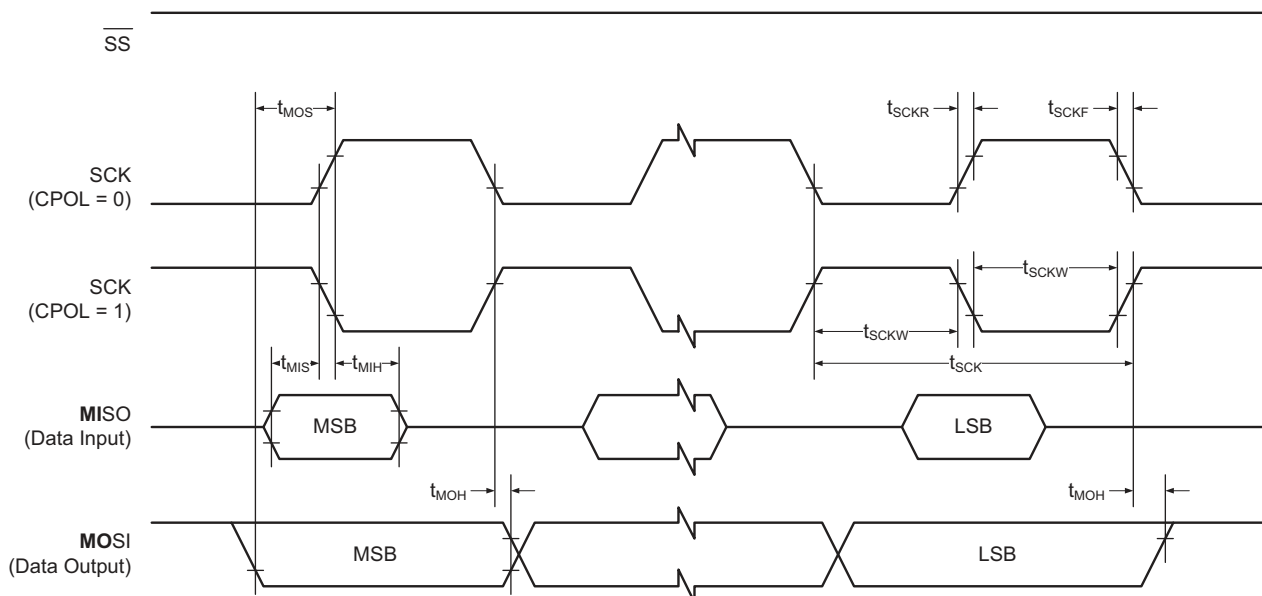 SS
tMOS
tSCKR
tSCKF
SCK
(CPOL = 0)
SCK
(CPOL = 1)
tSCKW
tSCKW
tMIS
tMIH
tSCK
MISO
(Data Input)
MSB
LSB
tMOH
tMOH
MOSI
(Data Output)
MSB
LSB